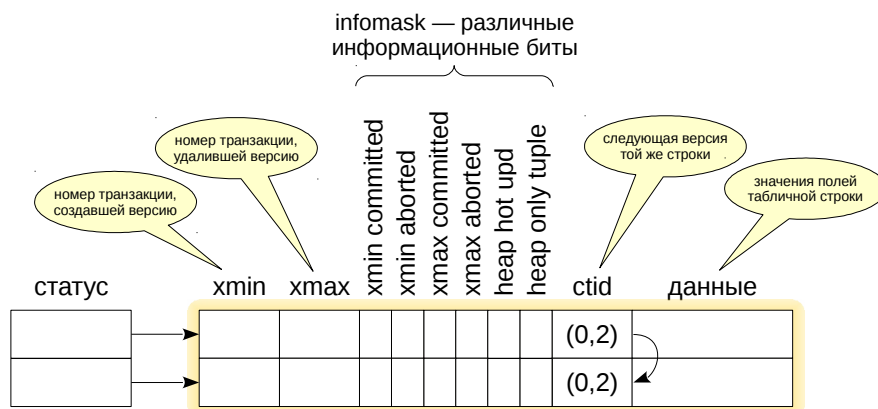 infomask — различные
информационные биты
номер транзакции,
удалившей версию
следующая версия
той же строки
номер транзакции,
создавшей версию
значения полей
табличной строки
xmin committed
xmin aborted
xmax committed
xmax aborted
heap hot upd
heap only tuple
статус
xmin
xmax
ctid
данные
(0,2)
(0,2)